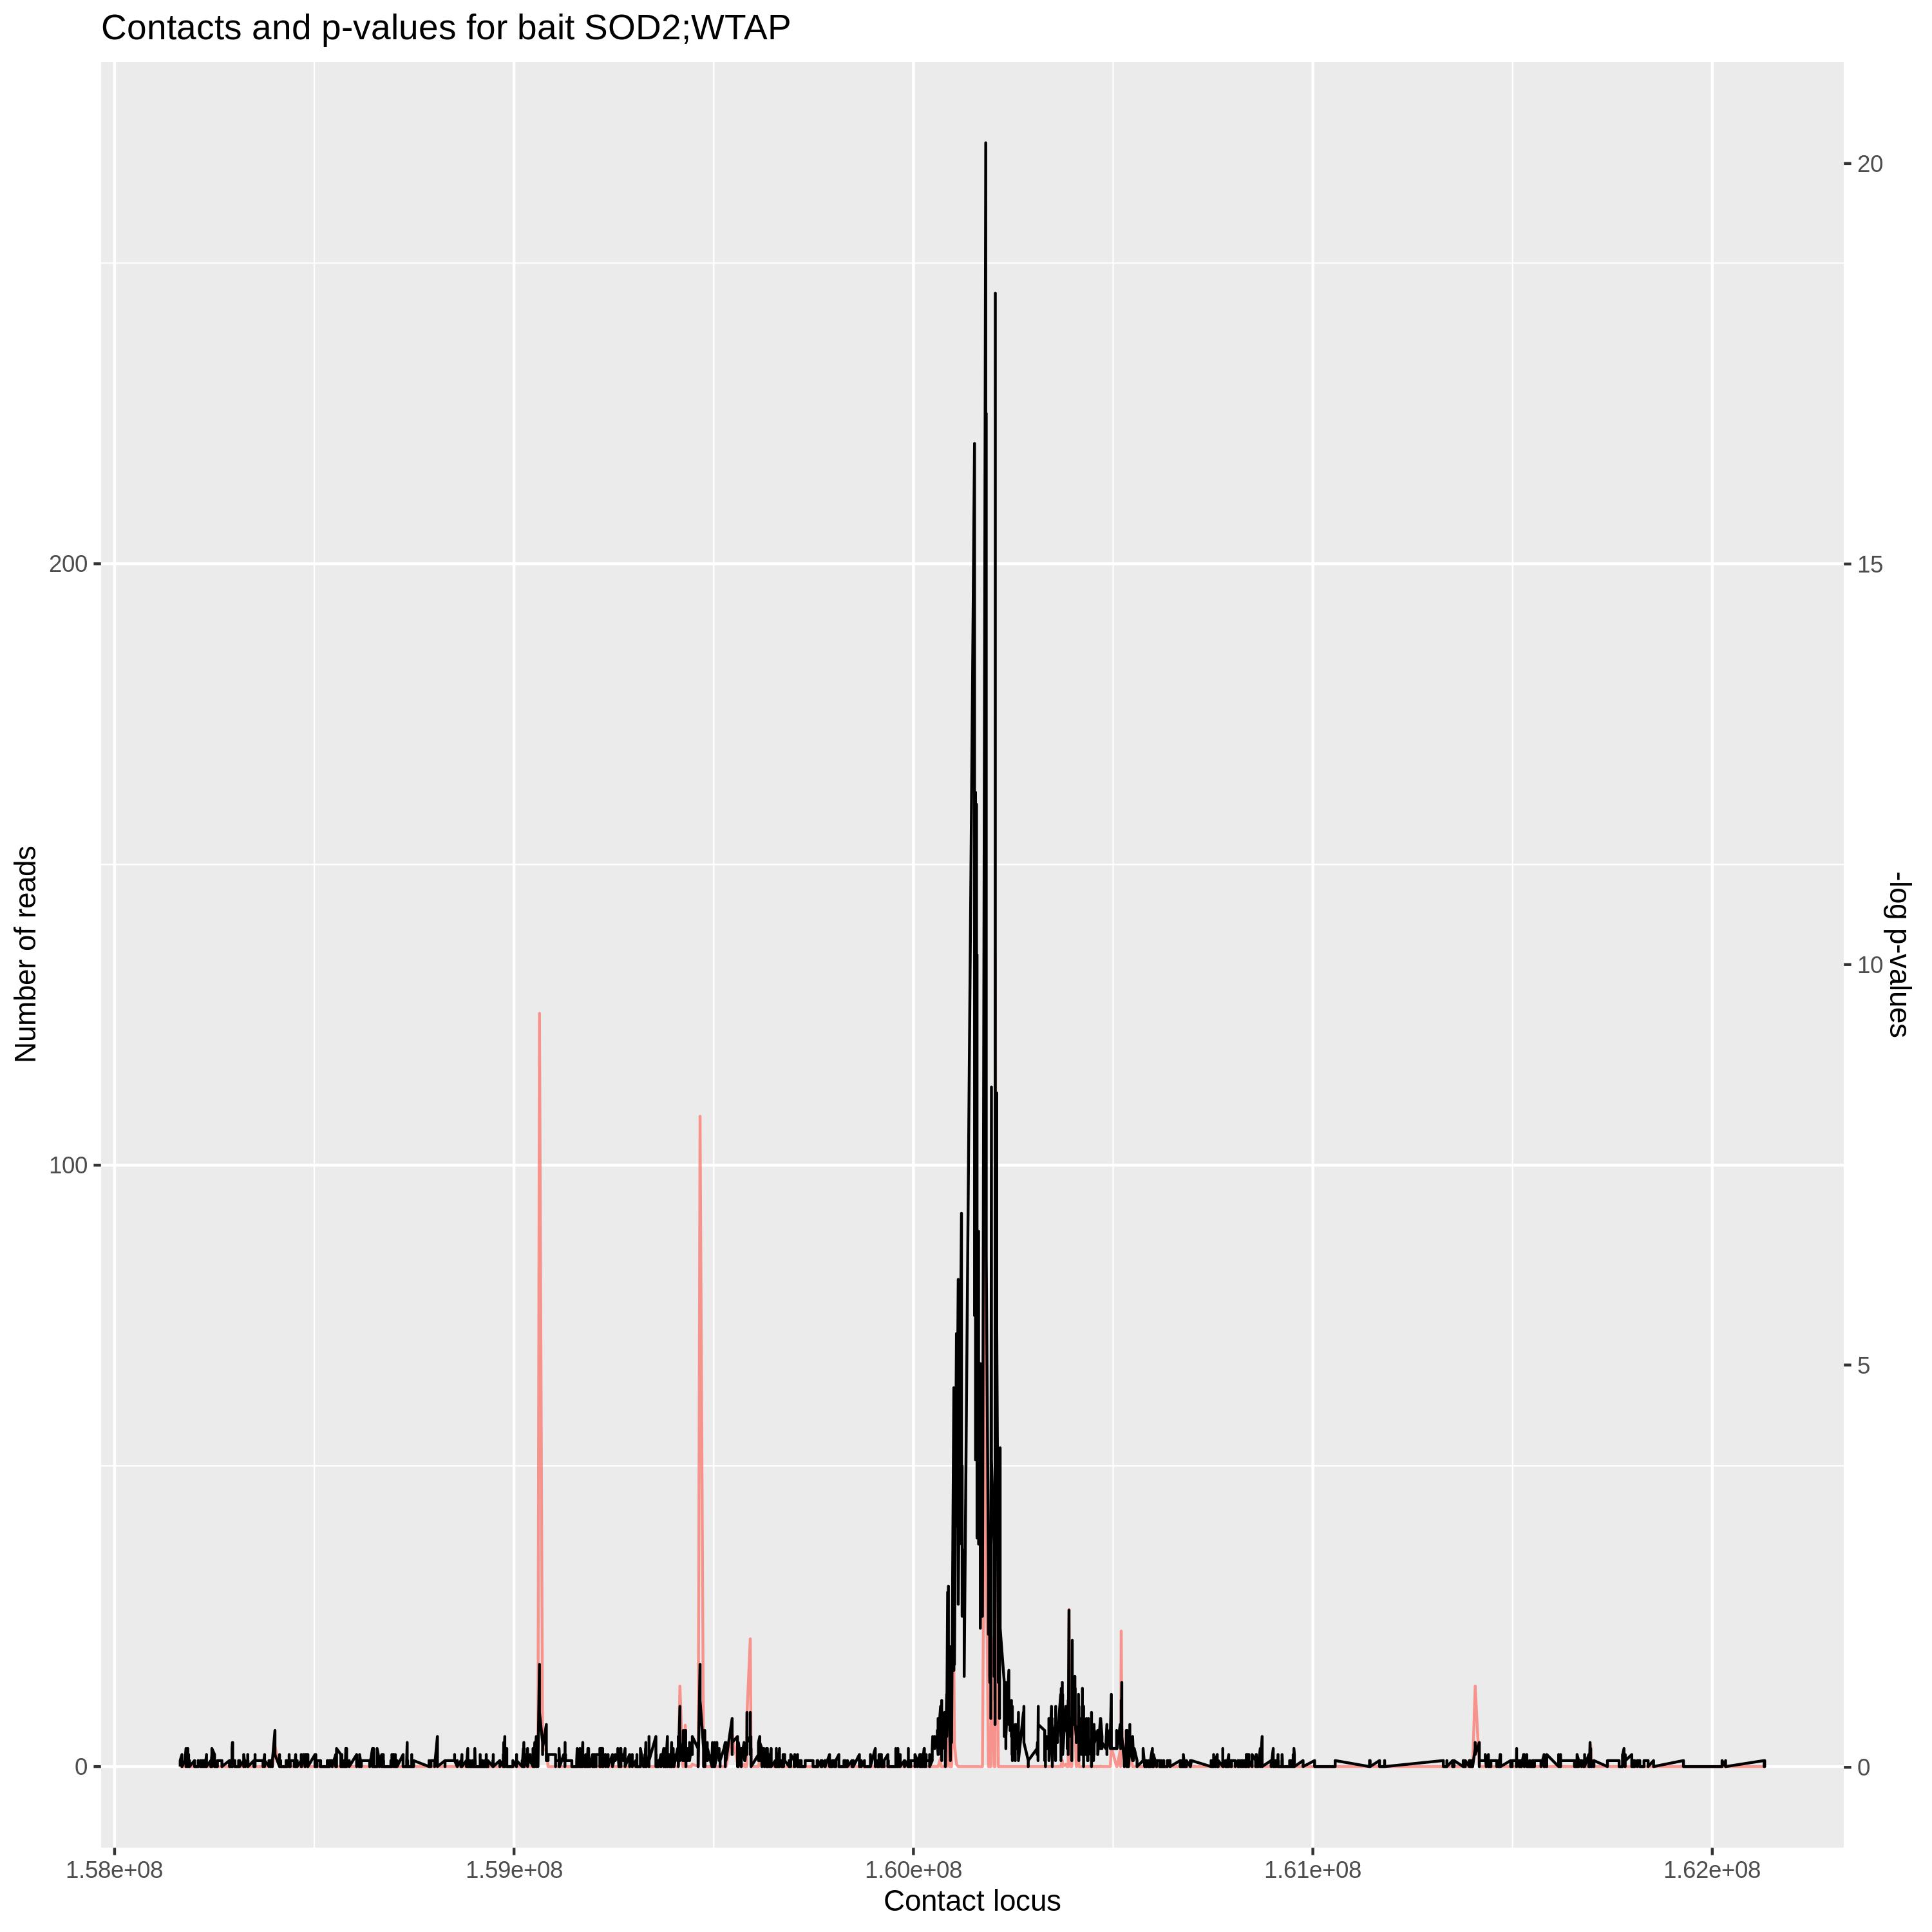 Contacts and p-values for bait SOD2;WTAP
Number of reads
200
100
0
20
15
10
5
0
-log p-values
1.58e+08 1.59e+08 1.60e+08 1.61e+08 1.62e+08
Contact locus